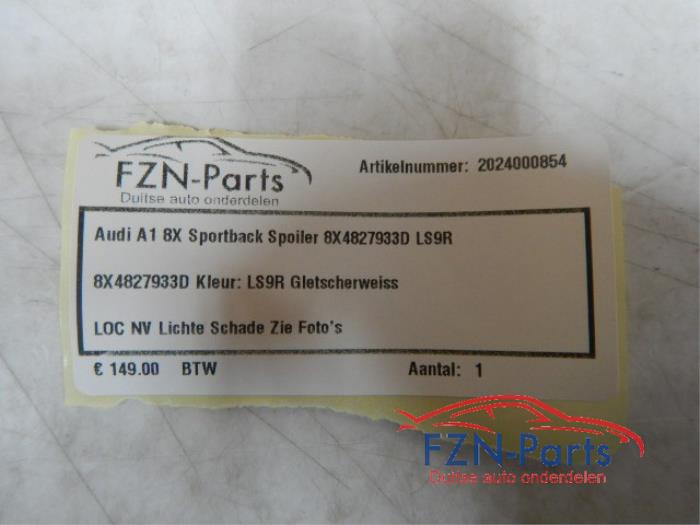 FZN-Parts
Duitse auto onderdelen
Artikelnummer: 2024000854
Audi A1 8X Sportback Spoiler 8X4827933D LS9R
8X4827933D Kleur: LS9R Gletscherweiss
LOC NV Lichte Schade Zie Foto's
€ 149.00 BTW Aantal: 1
FZN-Parts
Duitse auto onderdelen